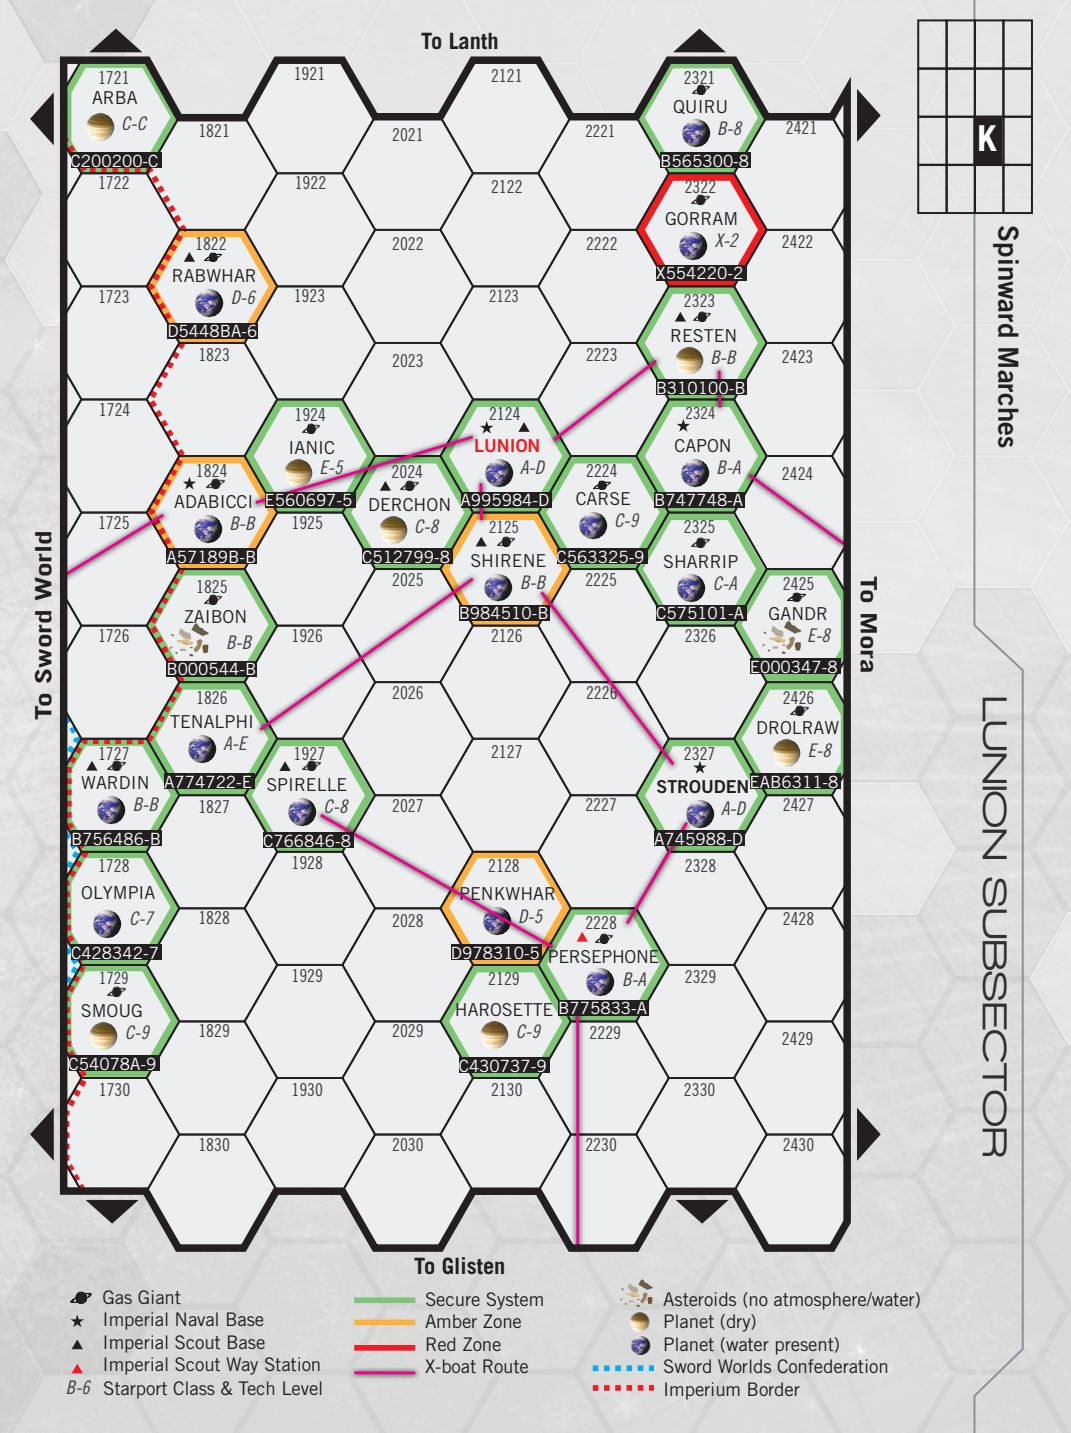 To Lanth
1721
ARBA
C-C
C200200-C
1821
1921
2021
2121
2221
2321
QUIRU
B-8
B565300-8
2421
K
1722
1822
RABWHAR
D-6
D5448BA-6
1922
2022
2122
2222
2322
GORRAM
X-2
X554220-2
2422
Spinward Marches
1723
1823
1923
2023
2123
2223
2323
RESTEN
B-B
B310100-B
2423
1724
1824
ADABICCI
B-B
A57189B-B
1924
IANIC
E-5
E560697-5
2024
DERCHON
C-8
C512799-8
2124
LUNION
A-D
A995984-D
2224
CARSE
C-9
C563325-9
2324
CAPON
B-A
B747748-A
2424
1725
1825
ZAIBON
B-B
B000544-B
1925
2025
2125
SHIRENE
B-B
B984510-B
2225
2325
SHARRIP
C-A
C575101-A
2425
GANDR
E-8
E000347-8
To Sword World
To Mora
1726
1826
TENALPHI
A-E
A774722-E
1926
2026
2126
2226
2326
2426
DROLRAW
E-8
EAB6311-8
LUNION SUBSECTOR
1727
WARDIN
B-B
B756486-B
1827
1927
SPIRELLE
C-8
C766846-8
2027
2127
2227
2327
STROUDEN
A-D
A745988-D
2427
1728
OLYMPIA
C-7
C428342-7
1828
1928
2028
2128
PENKWHAR
D-5
D978310-5
2228
PERSEPHONE
B-A
B775833-A
2328
2428
1729
SMOUG
C-9
C54078A-9
1829
1929
2029
2129
HAROSETTE
C-9
C430737-9
2229
2329
2429
1730
1830
1930
2030
2130
2230
2330
2430
To Glisten
Gas Giant
Imperial Naval Base
Imperial Scout Base
Imperial Scout Way Station
B-6 Starport Class & Tech Level
Secure System
Amber Zone
Red Zone
X-boat Route
Asteroids (no atmosphere/water)
Planet (dry)
Planet (water present)
Sword Worlds Confederation
Imperium Border